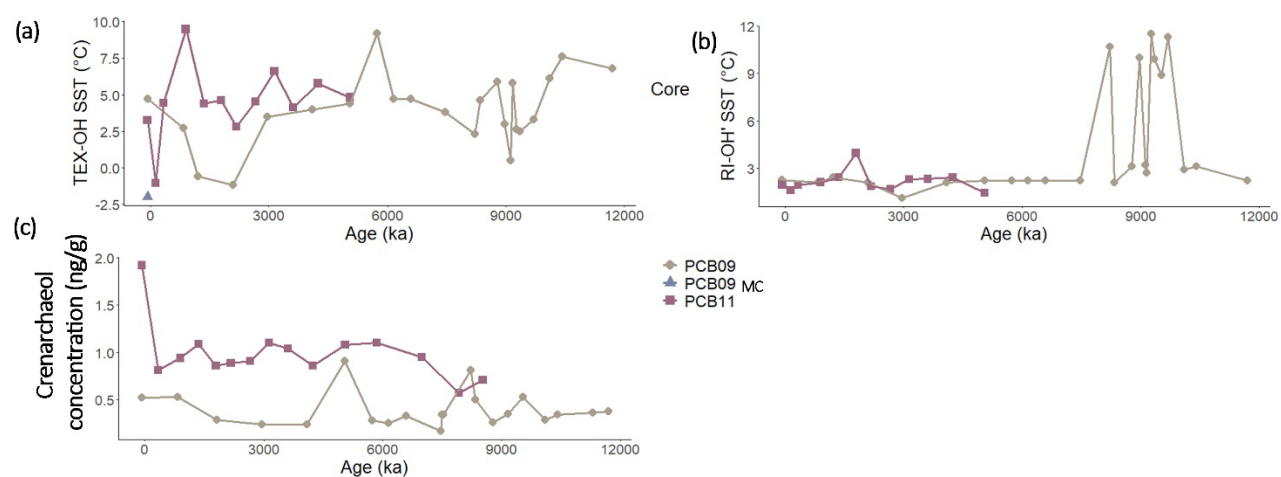 (a)
TEX-OH SST (°C)
10.0
7.5
5.0
2.5
0.0
-2.5
0
3000
6000
9000
12000
Age (ka)
(b)
RI-OH' SST (°C)
12
9
6
3
0
3000
6000
9000
12000
Age (ka)
Core
PCB09
PCB09 MC
PCB11
(c)
Crenarchaeol
concentration (ng/g)
2.0
1.5
1.0
0.5
0
3000
6000
9000
12000
Age (ka)